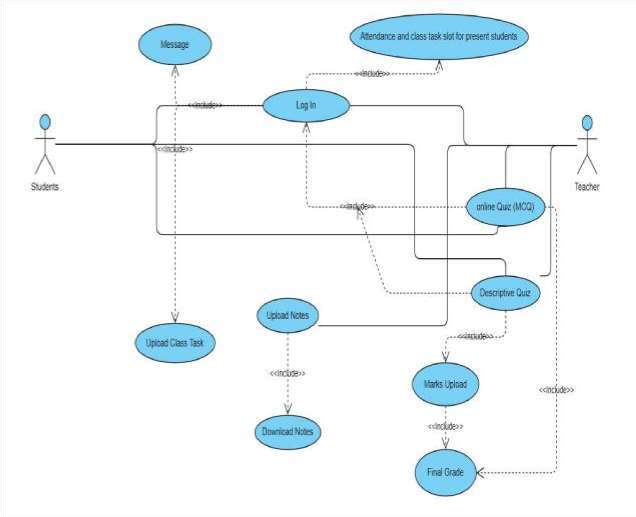 Attendance and class task slot for present students
Message
<<Include>>
<<Include>>
Log In
<<Include>>
Students
Teacher
<<Include>>
online Quiz (MCQ)
Descriptive Quiz
Upload Notes
<<Include>>
Upload Class Task
<<Include>>
Marks Upload
<<Include>>
<<Include>>
Download Notes
Final Grade